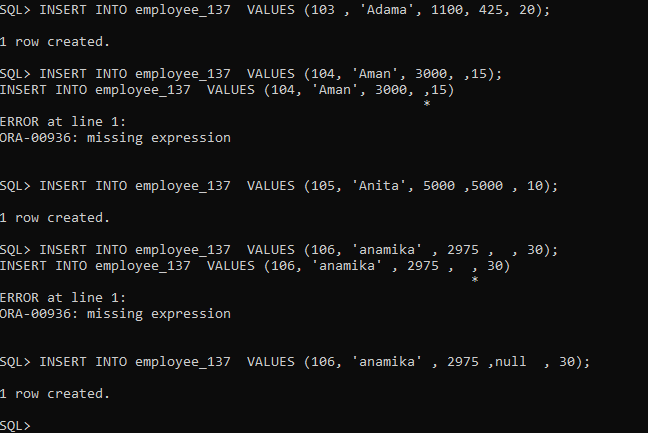 SQL> INSERT INTO employee_137  VALUES (103 , 'Adama', 1100, 425, 20);
1 row created.
SQL> INSERT INTO employee_137  VALUES (104, 'Aman', 3000, ,15);
INSERT INTO employee_137  VALUES (104, 'Aman', 3000, ,15)
*
ERROR at line 1:
ORA-00936: missing expression
SQL> INSERT INTO employee_137  VALUES (105, 'Anita', 5000 ,5000 , 10);
1 row created.
SQL> INSERT INTO employee_137  VALUES (106, 'anamika' , 2975 ,  , 30);
INSERT INTO employee_137  VALUES (106, 'anamika' , 2975 ,  , 30)
*
ERROR at line 1:
ORA-00936: missing expression
SQL> INSERT INTO employee_137  VALUES (106, 'anamika' , 2975 ,null  , 30);
1 row created.
SQL>